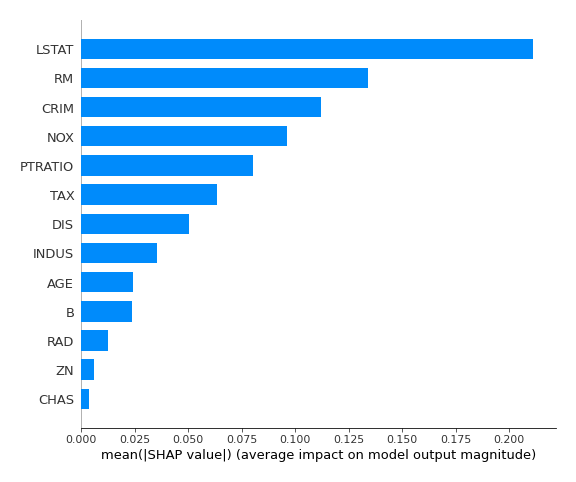 LSTAT
RM
CRIM
NOX
PTRATIO
TAX
DIS
INDUS
AGE
B
RAD
ZN
CHAS
0.000 0.025 0.050 0.075 0.100 0.125 0.150 0.175 0.200
mean(|SHAP value|) (average impact on model output magnitude)